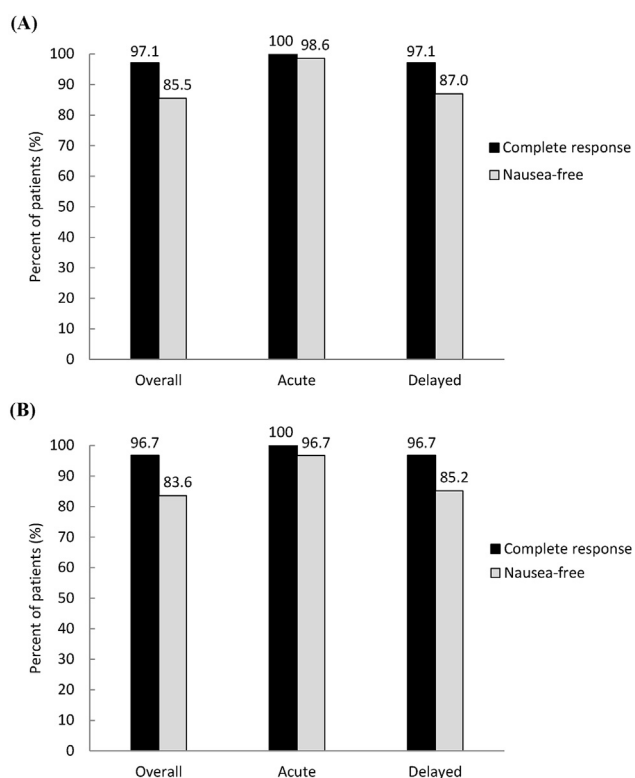 (A)
100
90
80
70
60
50
40
30
20
10
0
Percent of patients (%)
97.1
85.5
100
98.6
97.1
87.0
Overall
Acute
Delayed
Complete response
Nausea-free
(B)
100
90
80
70
60
50
40
30
20
10
0
Percent of patients (%)
96.7
83.6
100
96.7
96.7
85.2
Overall
Acute
Delayed
Complete response
Nausea-free